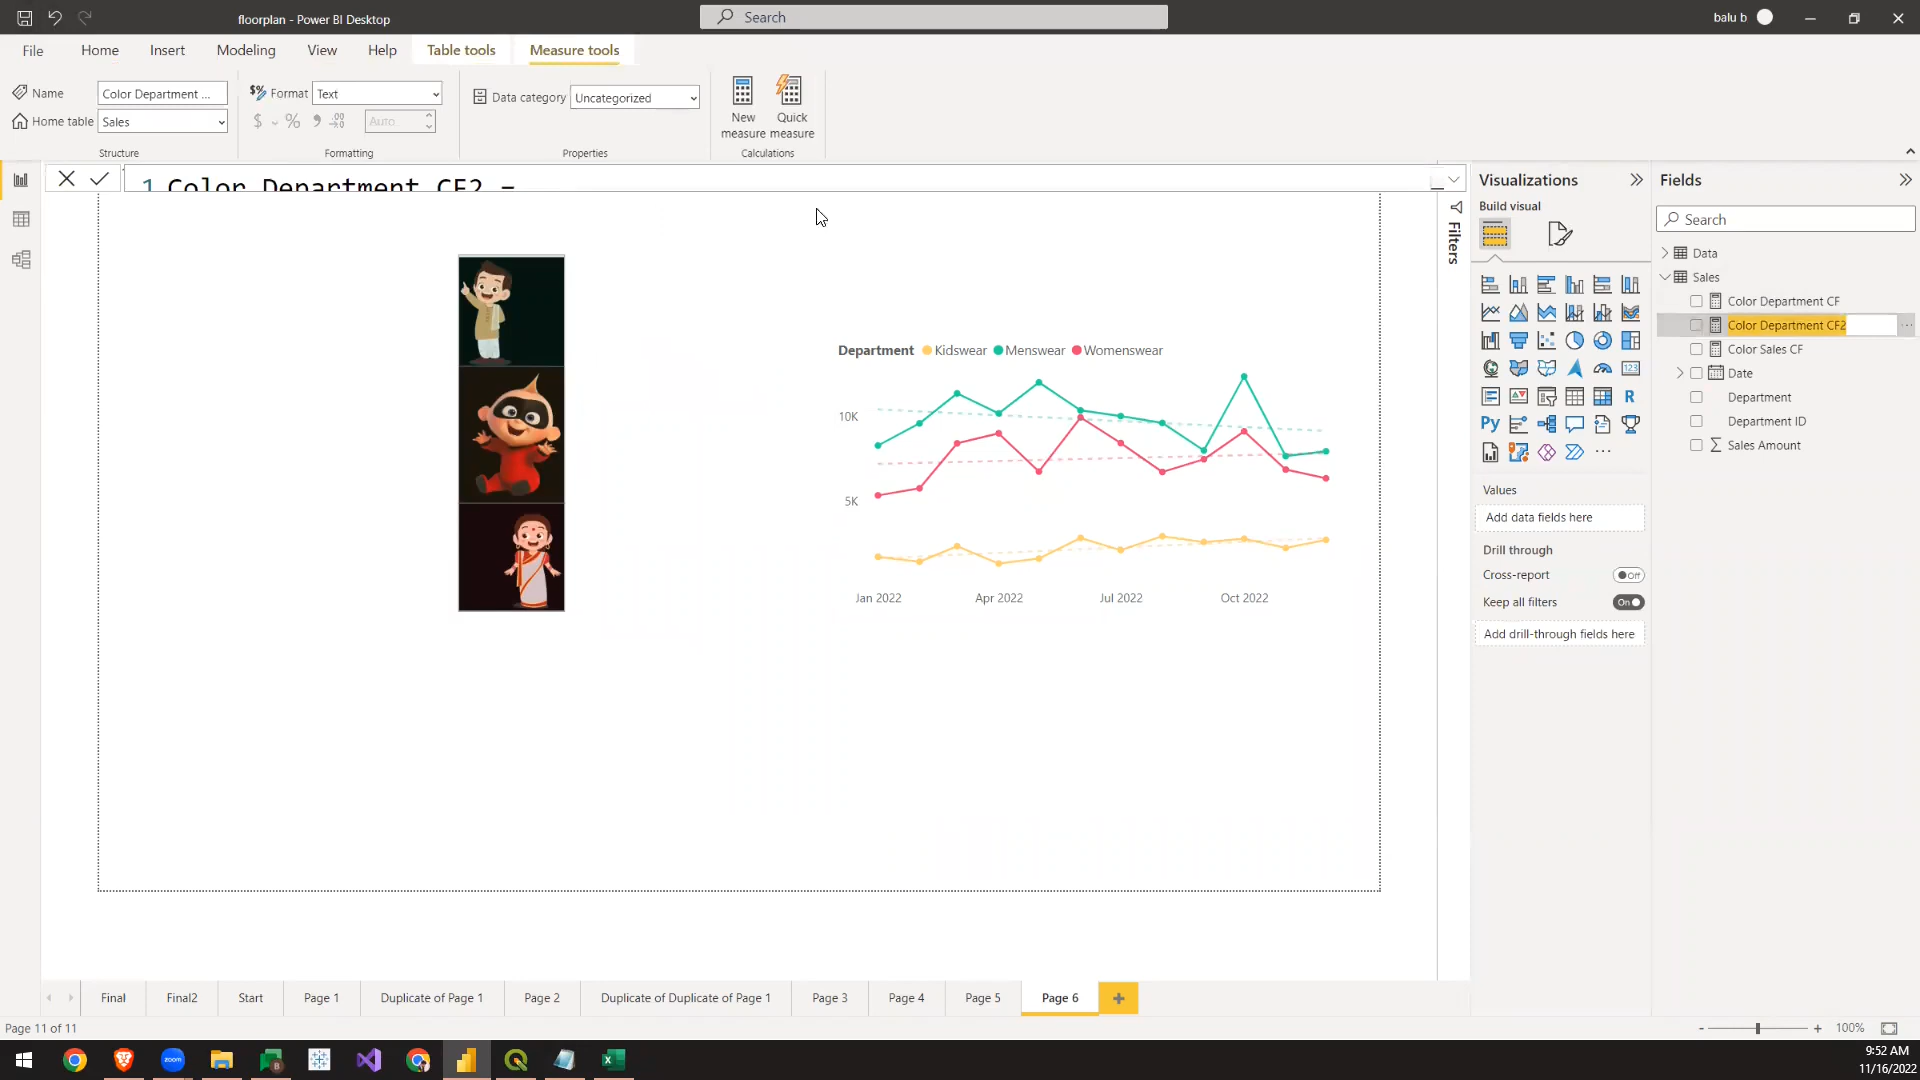 floorplan - Power BI Desktop
Search
balu b
File Home Insert Modeling View Help Table tools Measure tools
Name Color Department ... Format Text Data category Uncategorized
New measure Quick measure
Home table Sales $ % Auto
Structure Formatting Properties Calculations
1 Color Department CF2 =
Filters
Department Kidswear Menswear Womenswear
10K
5K
Jan 2022 Apr 2022 Jul 2022 Oct 2022
Visualizations
Build visual
123
R
Py
Values
Add data fields here
Drill through
Cross-report Off
Keep all filters On
Add drill-through fields here
Fields
Search
Data
Sales
Color Department CF
Color Department CF2
Color Sales CF
Date
Department
Department ID
Sales Amount
Final Final2 Start Page 1 Duplicate of Page 1 Page 2 Duplicate of Duplicate of Page 1 Page 3 Page 4 Page 5 Page 6
Page 11 of 11
- + 100%
zoom
9:52 AM
11/16/2022